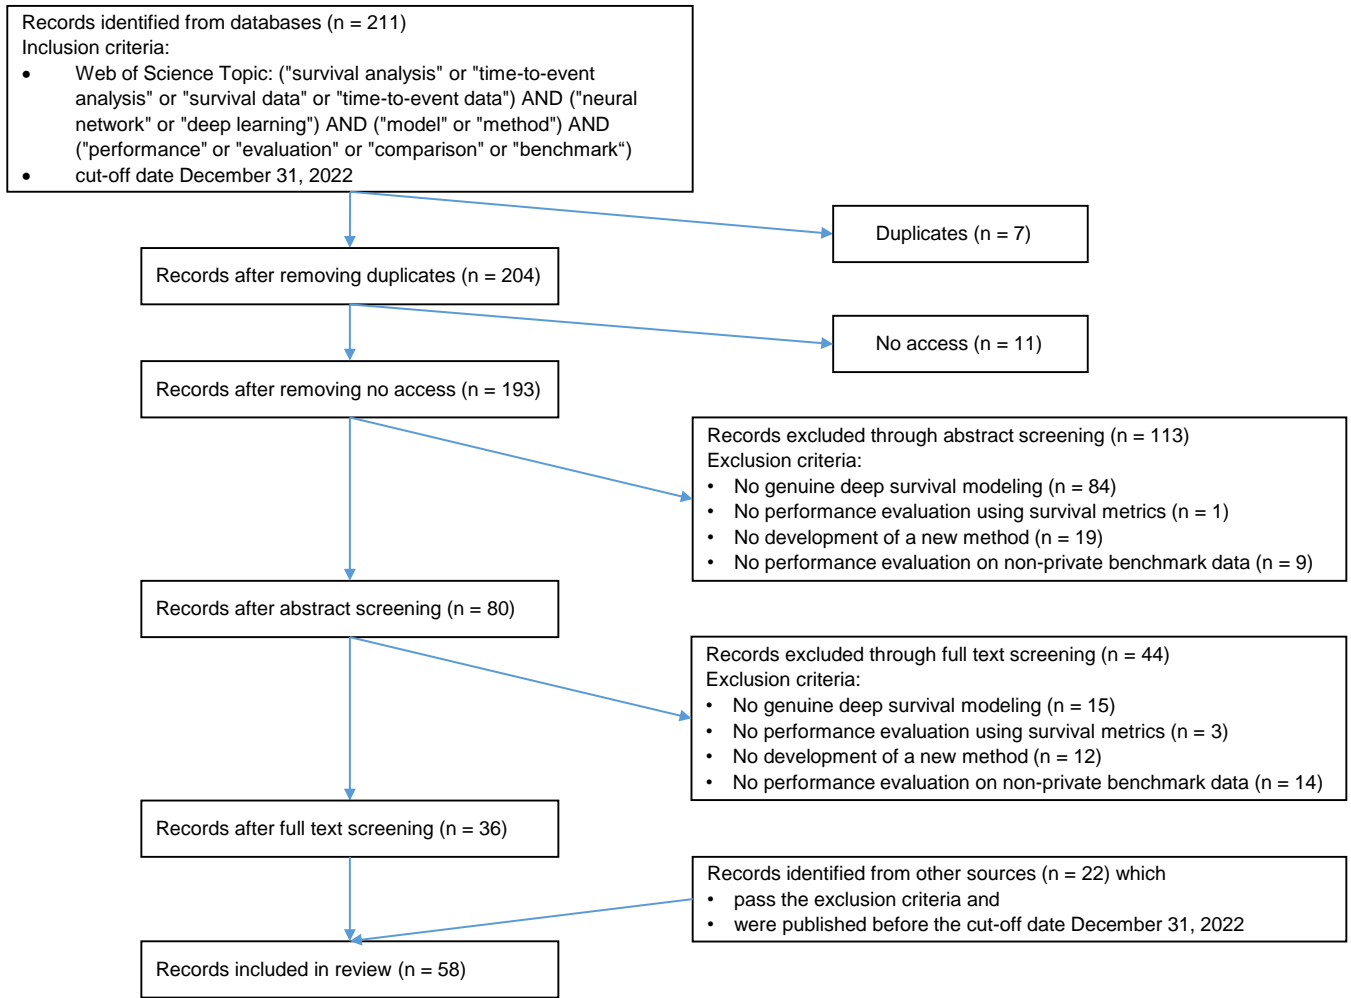 Records identified from databases (n = 211)
Inclusion criteria:
• Web of Science Topic: ("survival analysis" or "time-to-event
analysis" or "survival data" or "time-to-event data") AND ("neural
network" or "deep learning") AND ("model" or "method") AND
("performance" or "evaluation" or "comparison" or "benchmark“)
• cut-off date December 31, 2022
Duplicates (n = 7)
Records after removing duplicates (n = 204)
No access (n = 11)
Records after removing no access (n = 193)
Records excluded through abstract screening (n = 113)
Exclusion criteria:
• No genuine deep survival modeling (n = 84)
• No performance evaluation using survival metrics (n = 1)
• No development of a new method (n = 19)
• No performance evaluation on non-private benchmark data (n = 9)
Records after abstract screening (n = 80)
Records excluded through full text screening (n = 44)
Exclusion criteria:
• No genuine deep survival modeling (n = 15)
• No performance evaluation using survival metrics (n = 3)
• No development of a new method (n = 12)
• No performance evaluation on non-private benchmark data (n = 14)
Records after full text screening (n = 36)
Records identified from other sources (n = 22) which
• pass the exclusion criteria and
• were published before the cut-off date December 31, 2022
Records included in review (n = 58)